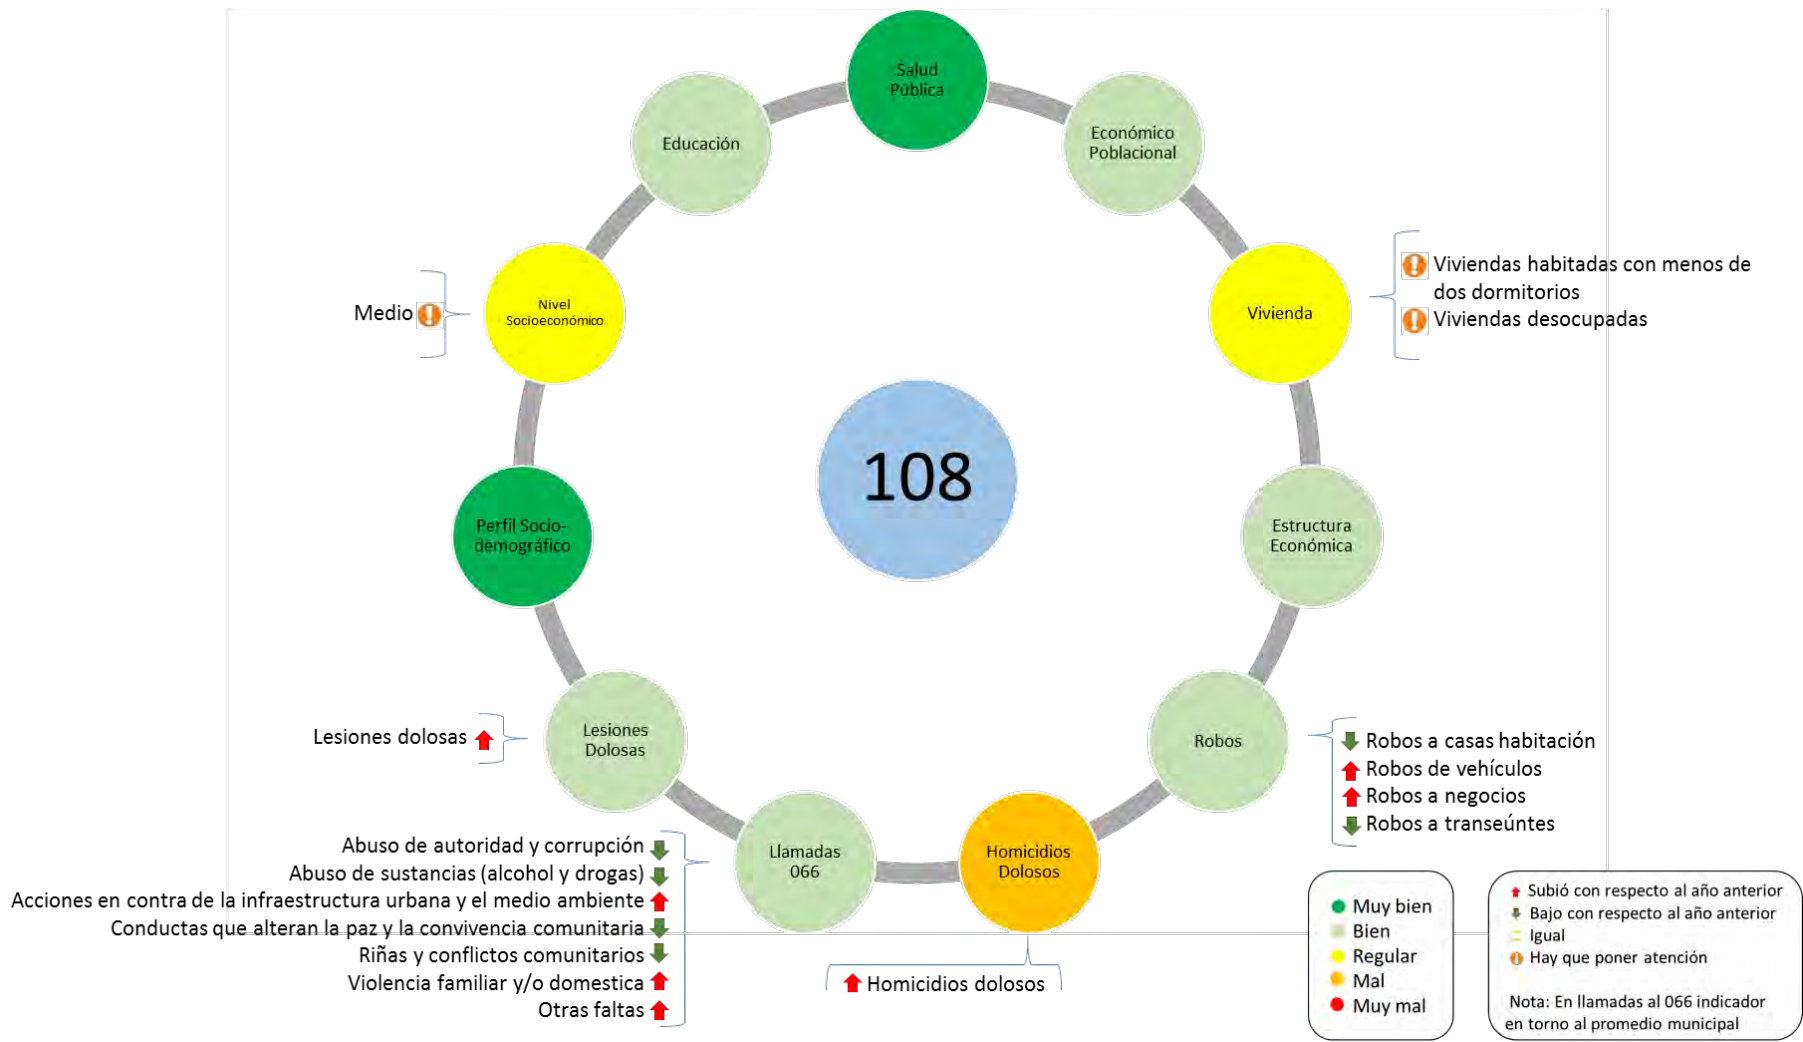 Salud
Pública
Educación
Económico
Poblacional
Nivel
Socioeconómico
Medio
Vivienda
Viviendas habitadas con menos de
dos dormitorios
Viviendas desocupadas
108
Perfil Socio-
demográfico
Estructura
Económica
Lesiones
Dolosas
Lesiones dolosas
Robos
Robos a casas habitación
Robos de vehículos
Robos a negocios
Robos a transeúntes
Llamadas
066
Abuso de autoridad y corrupción
Abuso de sustancias (alcohol y drogas)
Acciones en contra de la infraestructura urbana y el medio ambiente
Conductas que alteran la paz y la convivencia comunitaria
Riñas y conflictos comunitarios
Violencia familiar y/o domestica
Otras faltas
Homicidios
Dolosos
Homicidios dolosos
Muy bien
Bien
Regular
Mal
Muy mal
Subió con respecto al año anterior
Bajo con respecto al año anterior
Igual
Hay que poner atención
Nota: En llamadas al 066 indicador
en torno al promedio municipal